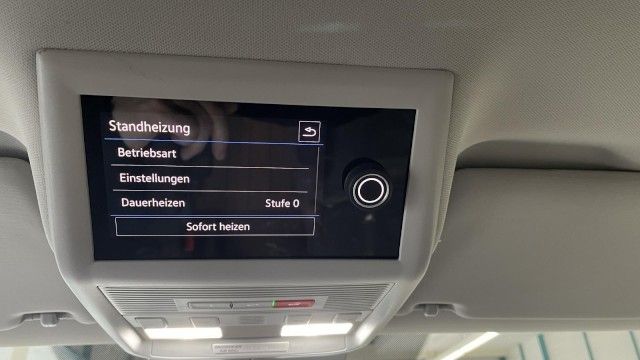 Standheizung
Betriebsart
Einstellungen
Dauerheizen Stufe 0
Sofort heizen